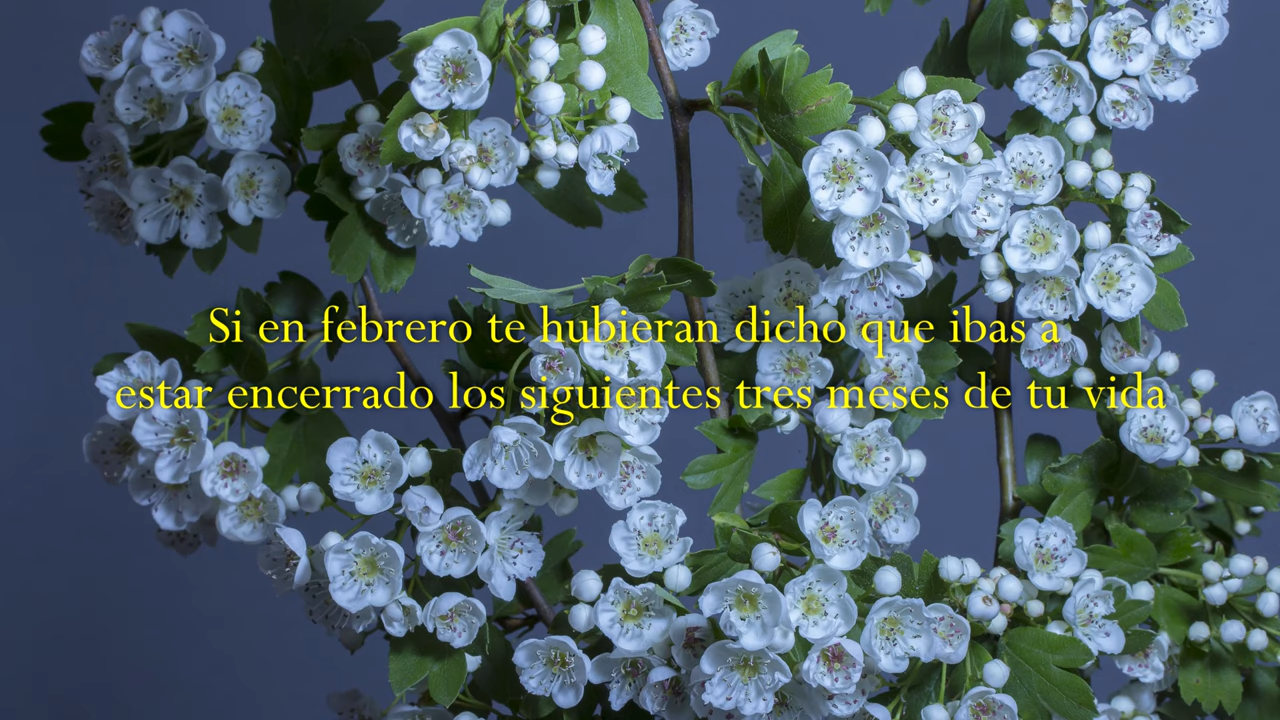 Si en febrero te hubieran dicho que ibas a
estar encerrado los siguientes tres meses de tu vida